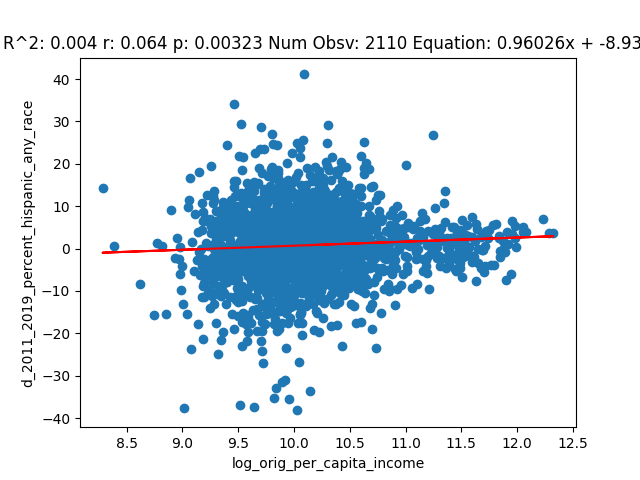 R^2: 0.004 r: 0.064 p: 0.00323 Num Obsv: 2110 Equation: 0.96026x + -8.93
40
30
20
10
0
−10
−20
−30
−40
d_2011_2019_percent_hispanic_any_race
8.5 9.0 9.5 10.0 10.5 11.0 11.5 12.0 12.5
log_orig_per_capita_income